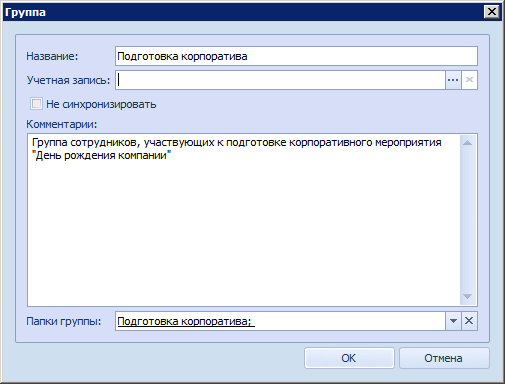 Группа
Название: Подготовка корпоратива
Учетная запись:
Не синхронизировать
Комментарии:
Группа сотрудников, участвующих к подготовке корпоративного мероприятия
"День рождения компании"
Папки группы: Подготовка корпоратива;
OK Отмена